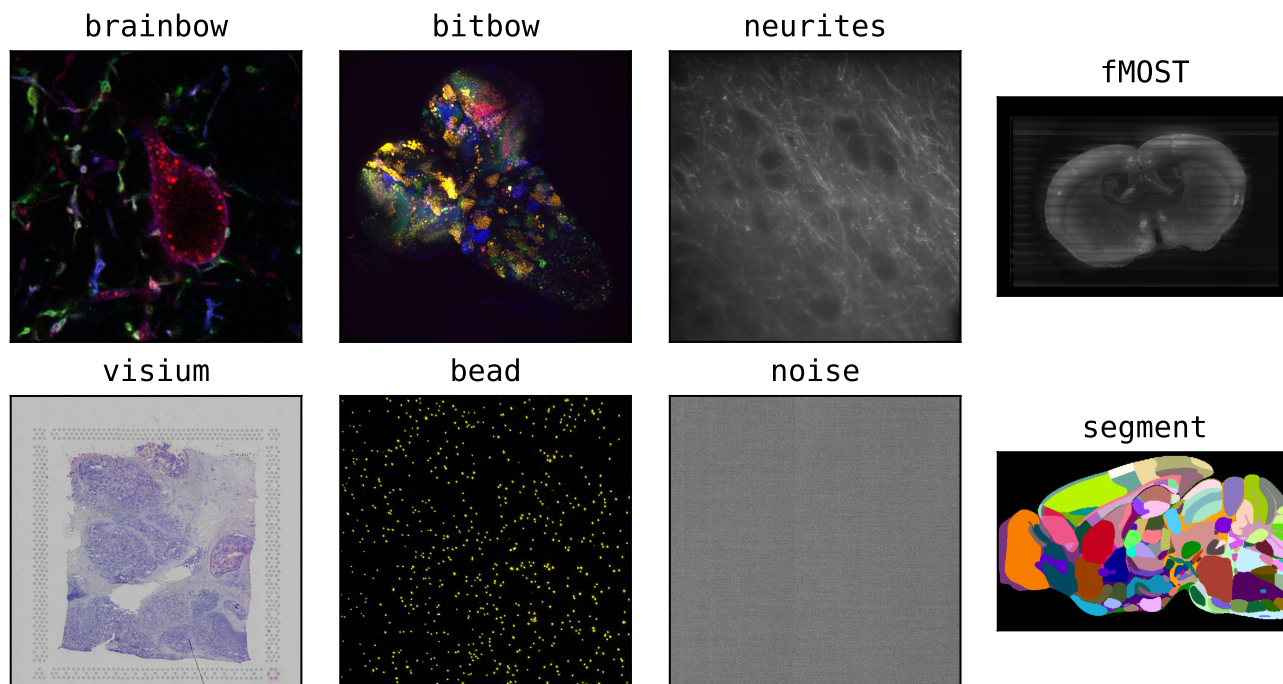 brainbow
bitbow
neurites
fMOST
visium
bead
noise
segment